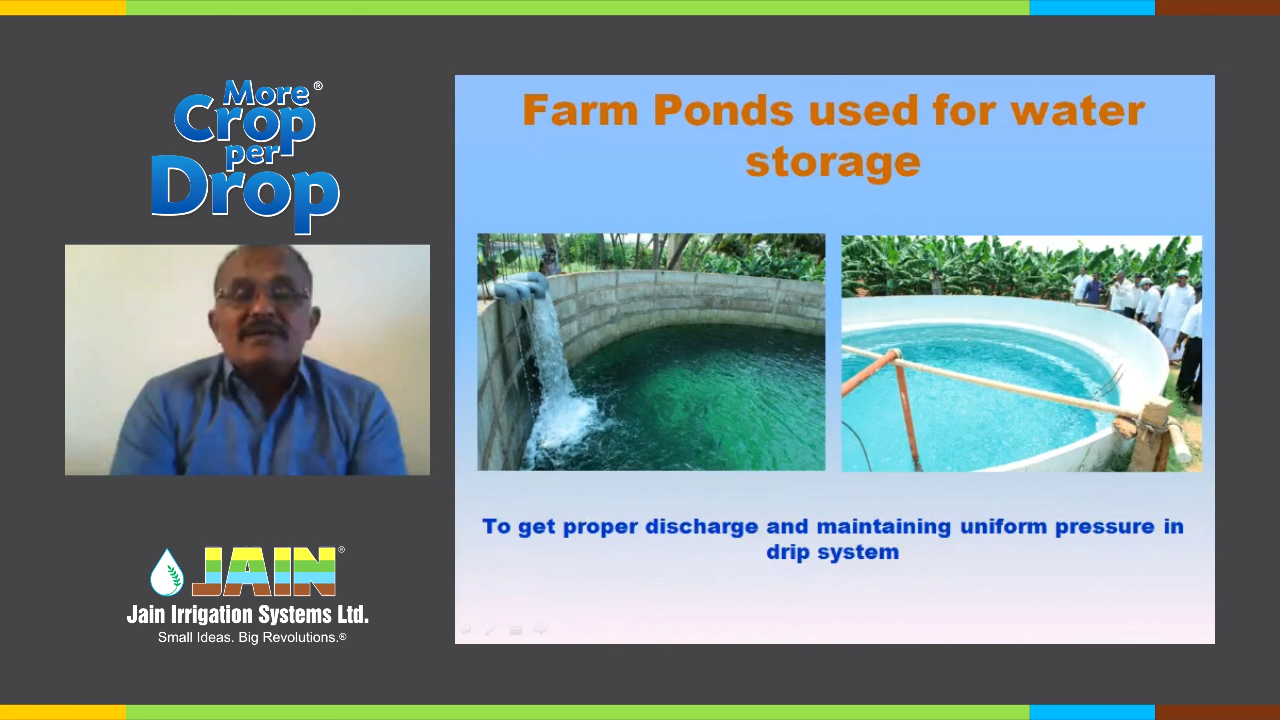 More®
Crop
per
Drop
Farm Ponds used for water
storage
To get proper discharge and maintaining uniform pressure in
drip system
JAIN®
Jain Irrigation Systems Ltd.
Small Ideas. Big Revolutions.®